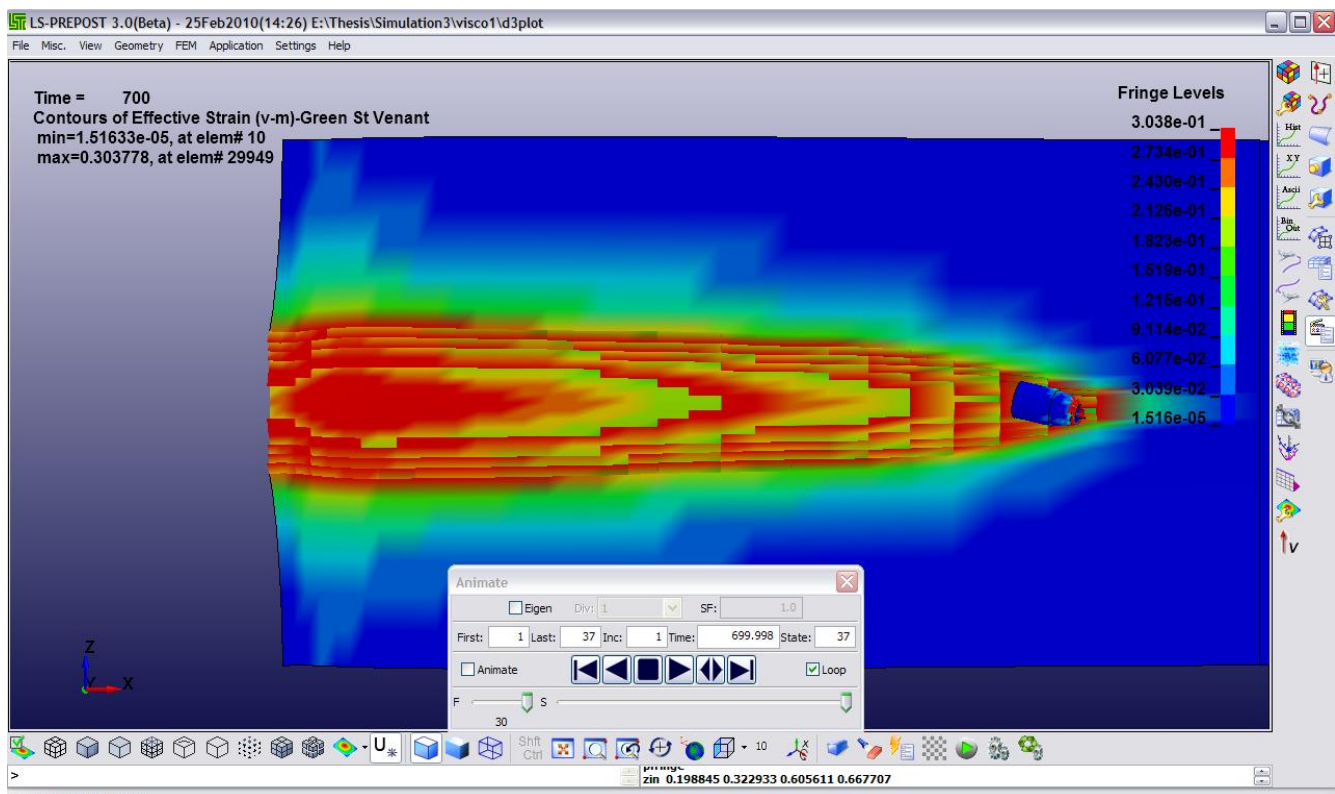 LS-PREPOST 3.0(Beta) - 25Feb2010(14:26) E:\Thesis\Simulation3\visco1\d3plot
File Misc. View Geometry FEM Application Settings Help
Time = 700
Contours of Effective Strain (v-m)-Green St Venant
min=1.51633e-05, at elem# 10
max=0.303778, at elem# 29949
Fringe Levels
3.038e-01
2.734e-01
2.430e-01
2.126e-01
1.823e-01
1.519e-01
1.215e-01
9.114e-02
6.077e-02
3.039e-02
1.516e-05
Hist
X Y
Ascii
Bin Out
V
Z
Y X
Animate
Eigen Div: 1 SF: 1.0
First: 1 Last: 37 Inc: 1 Time: 699.998 State: 37
Animate Loop
F S
30
U*
Shft
Ctrl
10
>
zin 0.198845 0.322933 0.605611 0.667707